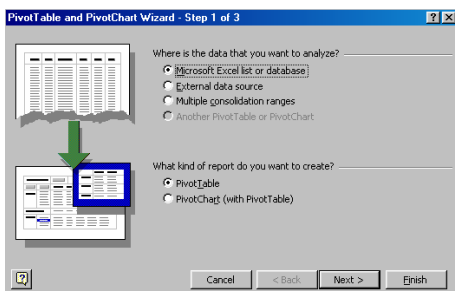 PivotTable and PivotChart Wizard - Step 1 of 3
Where is the data that you want to analyze?
Microsoft Excel list or database
External data source
Multiple consolidation ranges
Another PivotTable or PivotChart
What kind of report do you want to create?
PivotTable
PivotChart (with PivotTable)
Cancel < Back Next > Finish